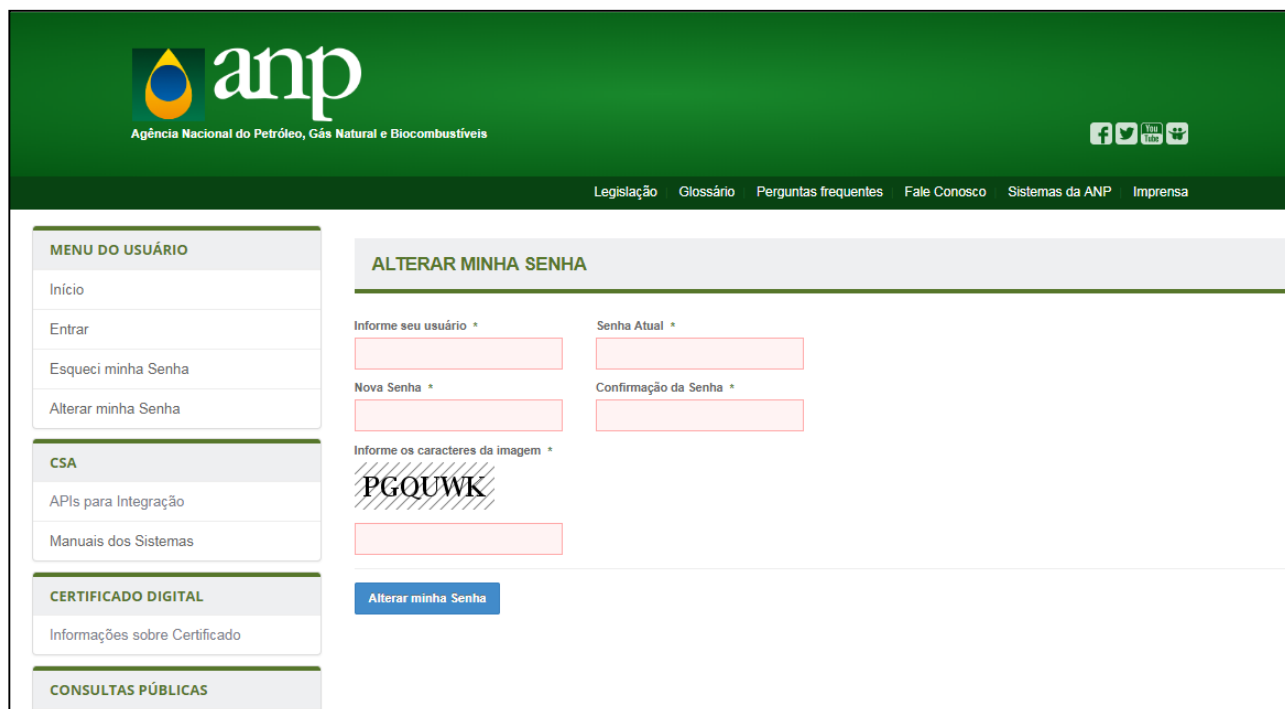 anp
Agência Nacional do Petróleo, Gás Natural e Biocombustíveis
You
Tube
Legislação Glossário Perguntas frequentes Fale Conosco Sistemas da ANP Imprensa
MENU DO USUÁRIO
Início
Entrar
Esqueci minha Senha
Alterar minha Senha
CSA
APIs para Integração
Manuais dos Sistemas
CERTIFICADO DIGITAL
Informações sobre Certificado
CONSULTAS PÚBLICAS
ALTERAR MINHA SENHA
Informe seu usuário * Senha Atual *
Nova Senha * Confirmação da Senha *
Informe os caracteres da imagem *
PGQUWK
Alterar minha Senha